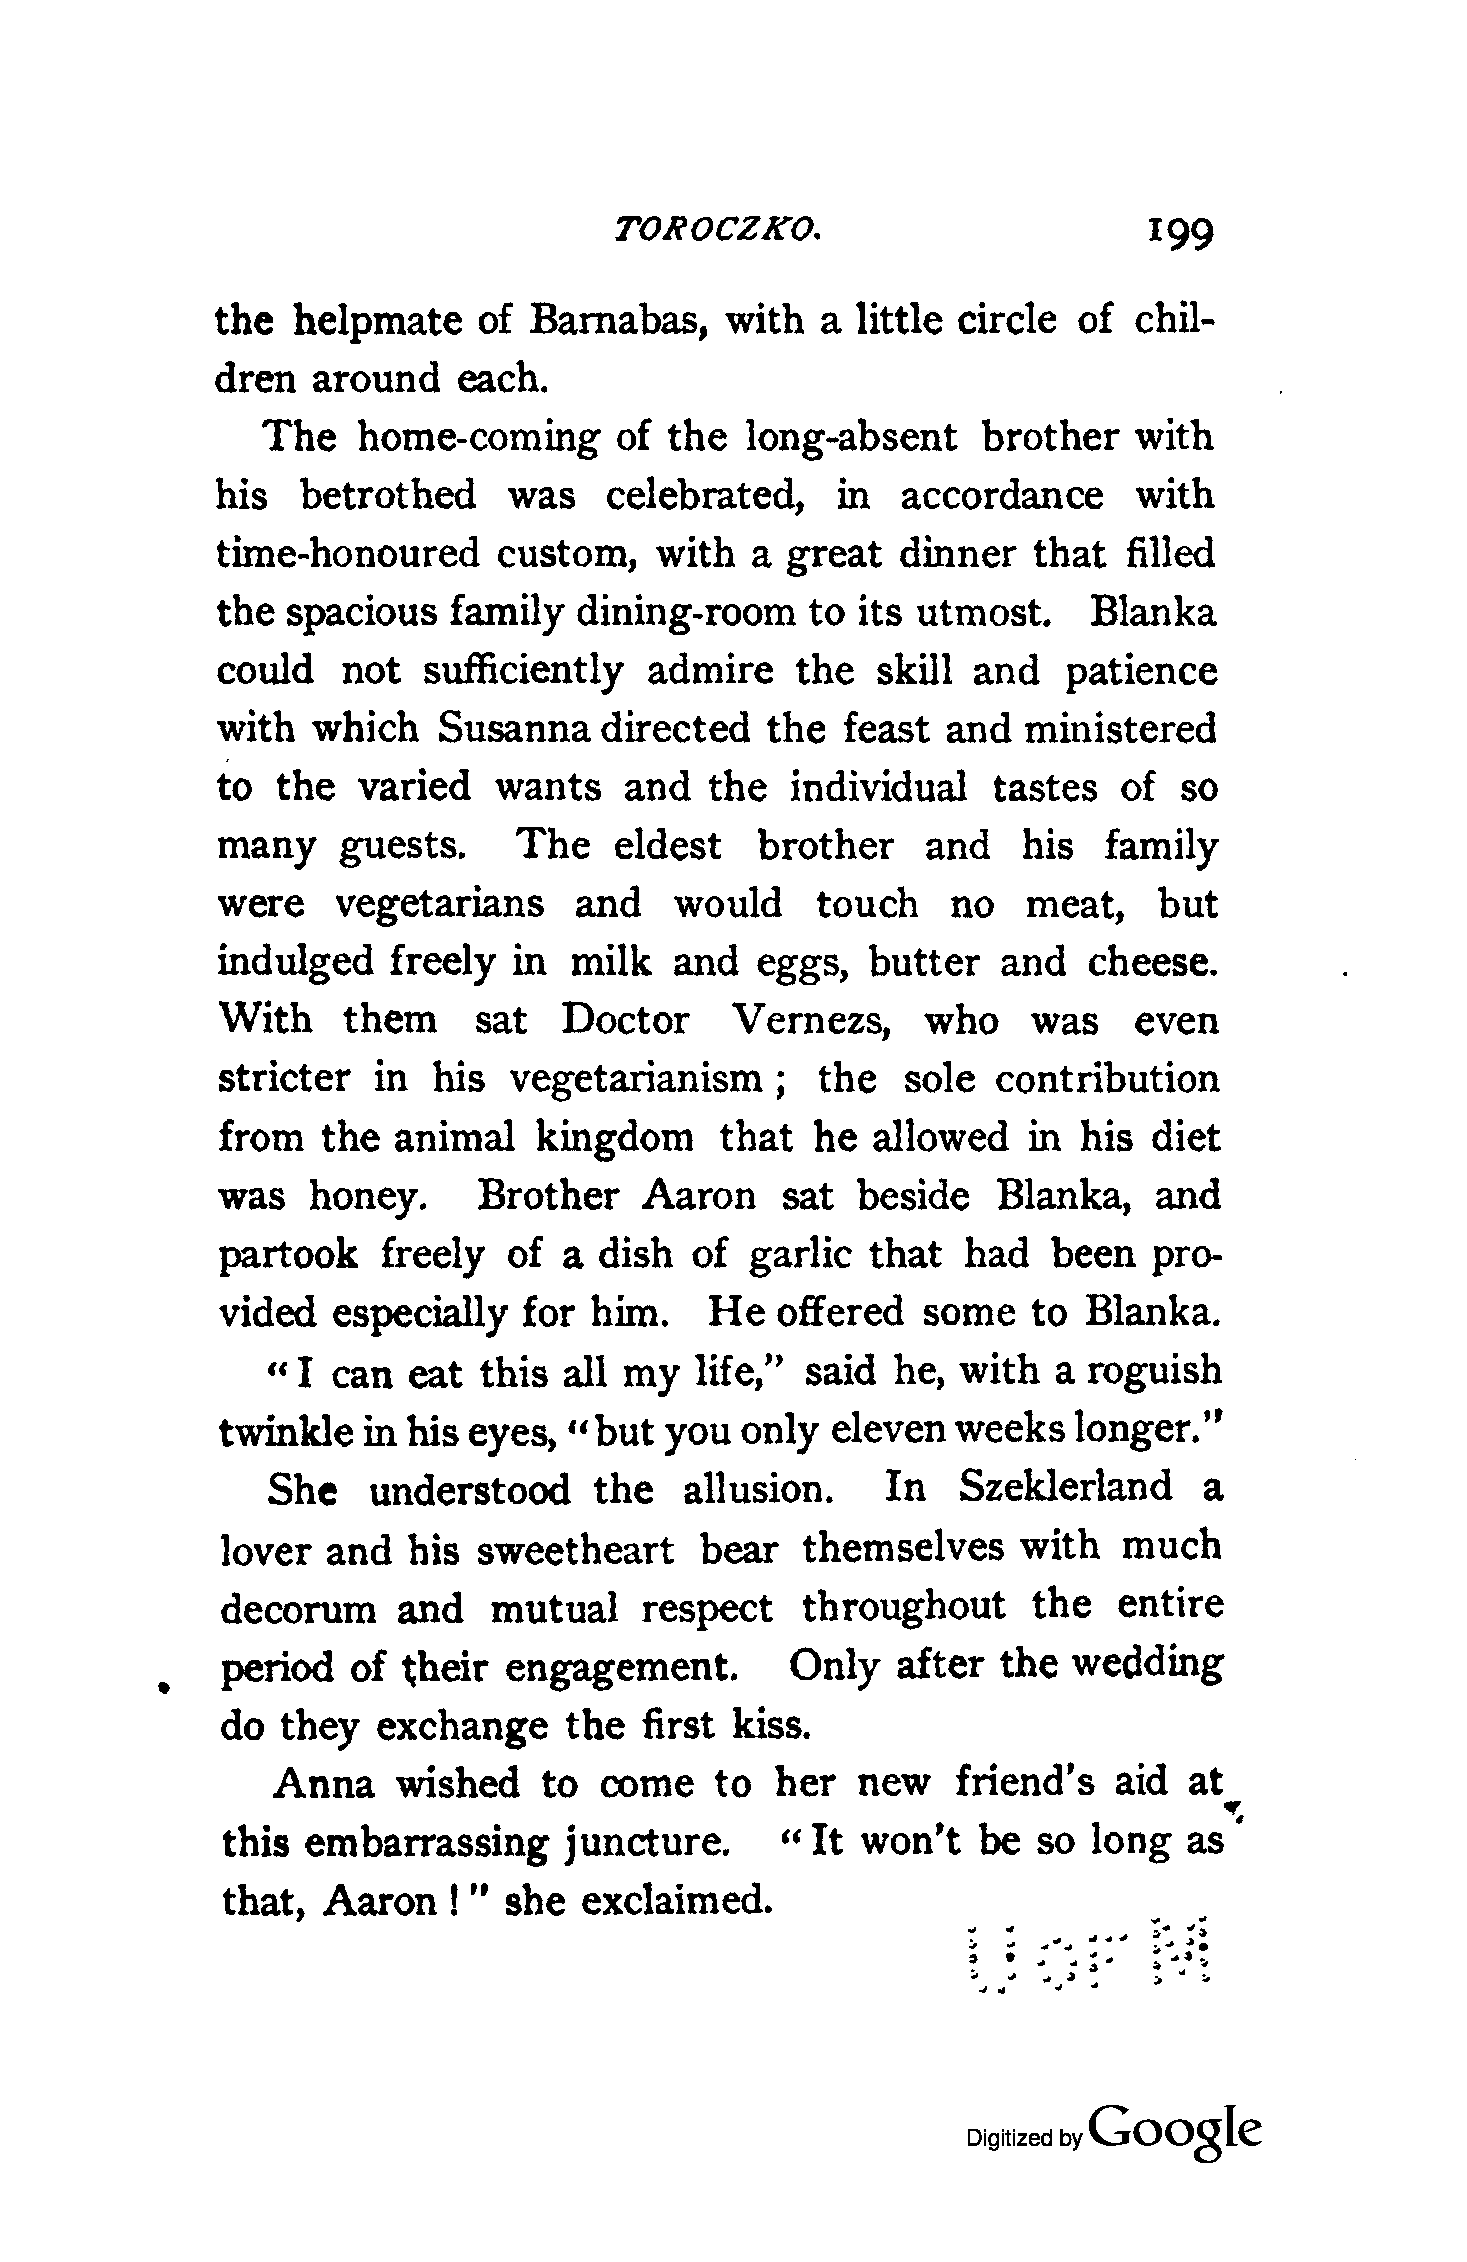 TOROCZKO. 199
the helpmate of Barnabas, with a little circle of chil-
dren around each.
The home-coming of the long-absent brother with
his betrothed was celebrated, in accordance with
time-honoured custom, with a great dinner that filled
the spacious family dining-room to its utmost. Blanka
could not sufficiently admire the skill and patience
with which Susanna directed the feast and ministered
to the varied wants and the individual tastes of so
many guests. The eldest brother and his family
were vegetarians and would touch no meat, but
indulged freely in milk and eggs, butter and cheese.
With them sat Doctor Vernezs, who was even
stricter in his vegetarianism ; the sole contribution
from the animal kingdom that he allowed in his diet
was honey. Brother Aaron sat beside Blanka, and
partook freely of a dish of garlic that had been pro-
vided especially for him. He offered some to Blanka.
“ I can eat this all my life,” said he, with a roguish
twinkle in his eyes, “ but you only eleven weeks longer.”
She understood the allusion. In Szeklerland a
lover and his sweetheart bear themselves with much
decorum and mutual respect throughout the entire
period of their engagement. Only after the wedding
do they exchange the first kiss.
Anna wished to come to her new friend's aid at
this embarrassing juncture. “ It won't be so long as
that, Aaron ! ” she exclaimed.
U OF M
Digitized by Google